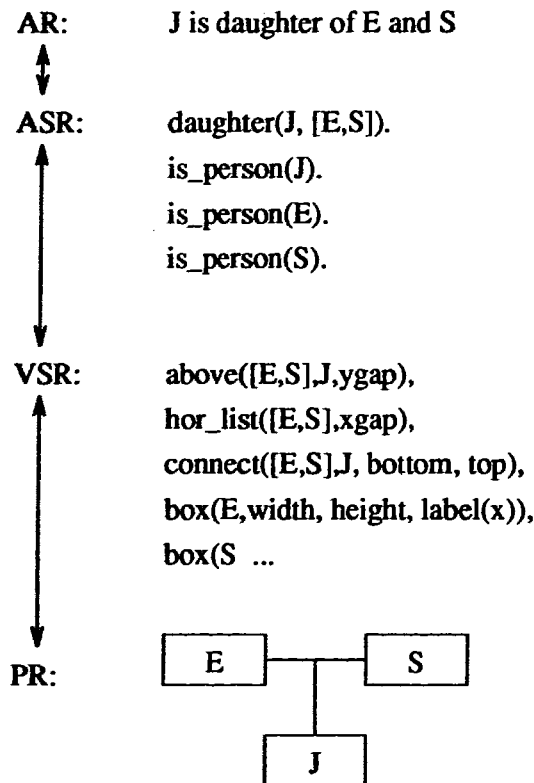 AR: J is daughter of E and S
ASR: daughter(J, [E,S]).
is_person(J).
is_person(E).
is_person(S).
VSR: above([E,S],J,ygap),
hor_list([E,S],xgap),
connect([E,S],J, bottom, top),
box(E,width, height, label(x)),
box(S ...
PR: E S
J